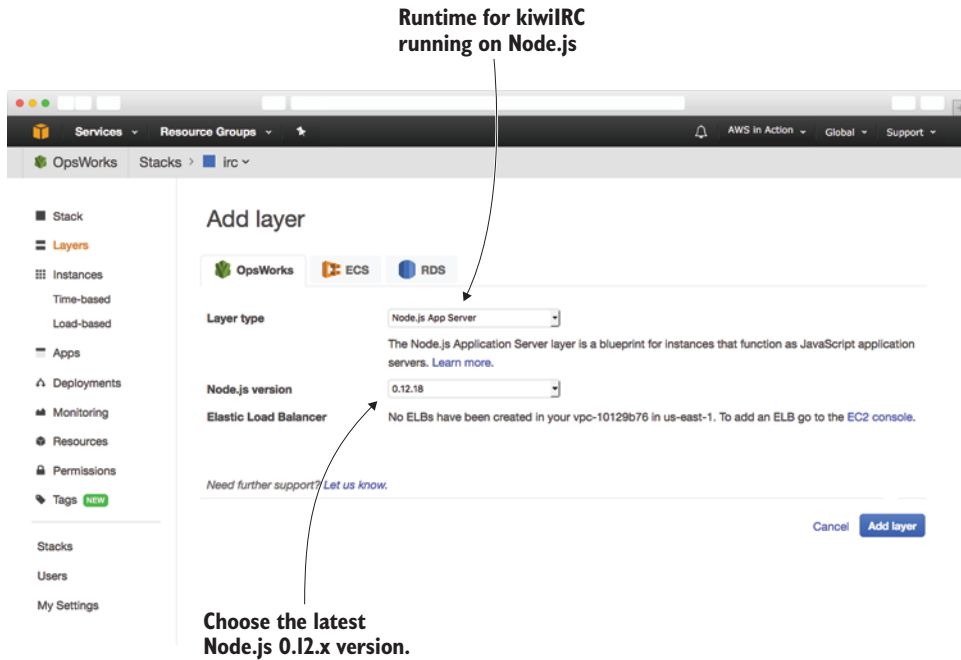 Runtime for kiwiIRC
running on Node.js
Services Resource Groups AWS in Action Global Support
OpsWorks Stacks > irc
Stack
Layers
Instances
Time-based
Load-based
Apps
Deployments
Monitoring
Resources
Permissions
Tags NEW
Stacks
Users
My Settings
Add layer
OpsWorks ECS RDS
Layer type Node.js App Server
The Node.js Application Server layer is a blueprint for instances that function as JavaScript application
servers. Learn more.
Node.js version 0.12.18
Elastic Load Balancer No ELBs have been created in your vpc-10129b76 in us-east-1. To add an ELB go to the EC2 console.
Need further support? Let us know.
Cancel Add layer
Choose the latest
Node.js 0.12.x version.